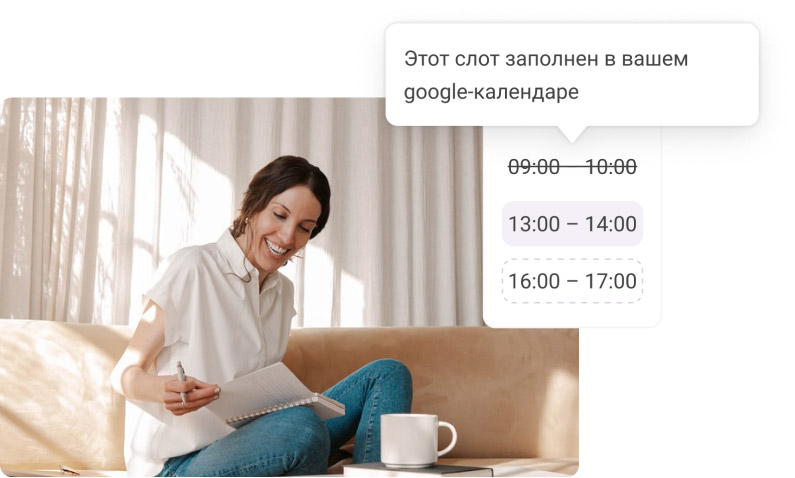 Этот слот заполнен в вашем
google-календаре
09:00 – 10:00
13:00 – 14:00
16:00 – 17:00